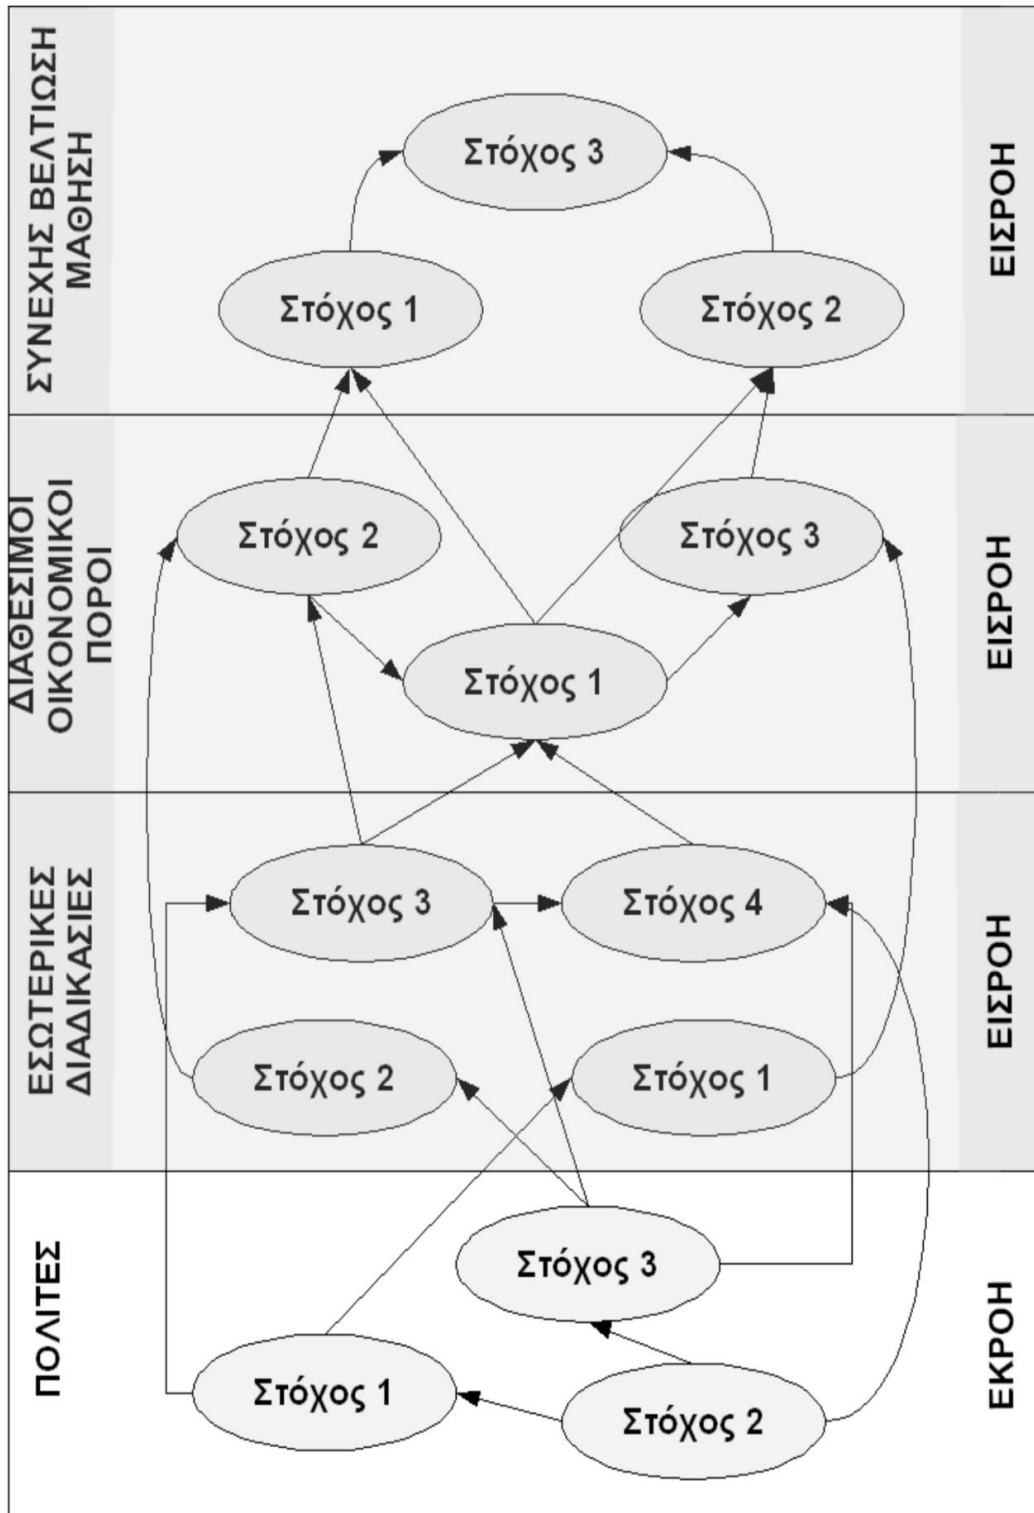 ΣΥΝΕΧΗΣ ΒΕΛΤΙΩΣΗ
ΜΑΘΗΣΗ
Στόχος 3
Στόχος 1
Στόχος 2
ΕΙΣΡΟΗ
ΔΙΑΘΕΣΙΜΟΙ
ΟΙΚΟΝΟΜΙΚΟΙ
ΠΟΡΟΙ
Στόχος 2
Στόχος 3
Στόχος 1
ΕΙΣΡΟΗ
ΕΣΩΤΕΡΙΚΕΣ
ΔΙΑΔΙΚΑΣΙΕΣ
Στόχος 3
Στόχος 4
Στόχος 2
Στόχος 1
ΕΙΣΡΟΗ
ΠΟΛΙΤΕΣ
Στόχος 3
Στόχος 1
Στόχος 2
ΕΚΡΟΗ